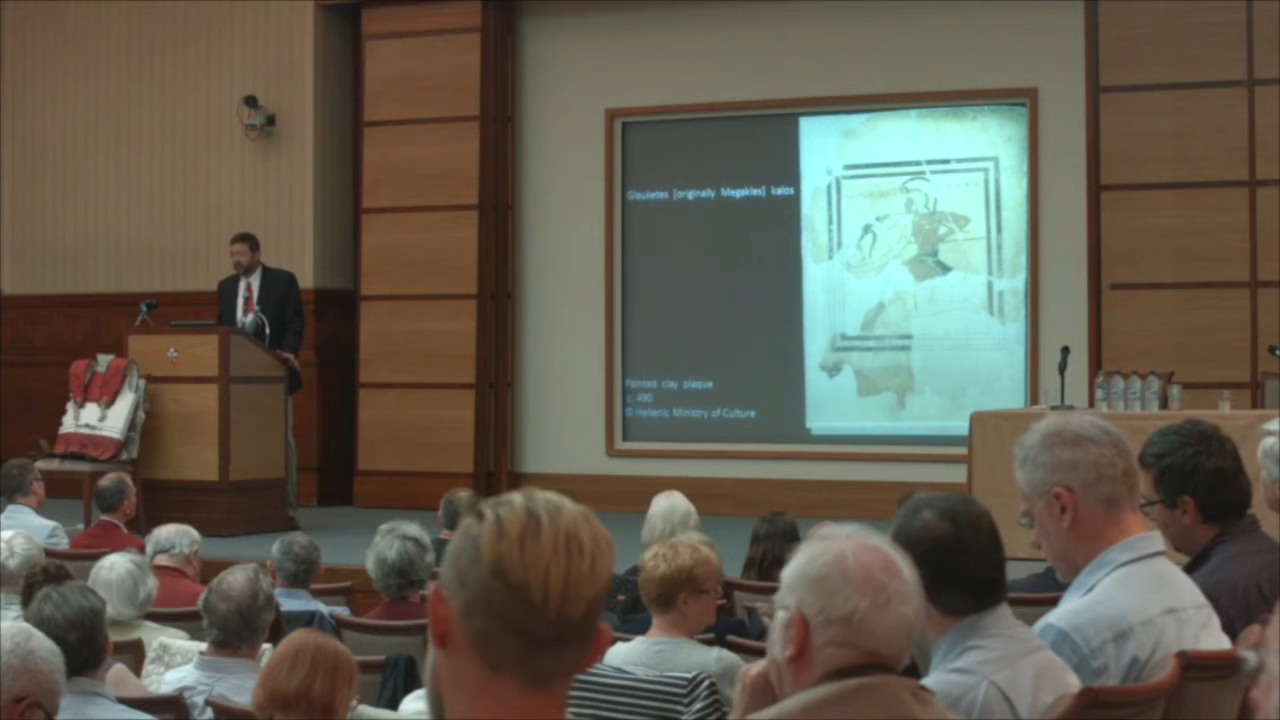 Glauketes [originally Megakles] kalos
Painted clay plaque
c. 490
© Hellenic Ministry of Culture